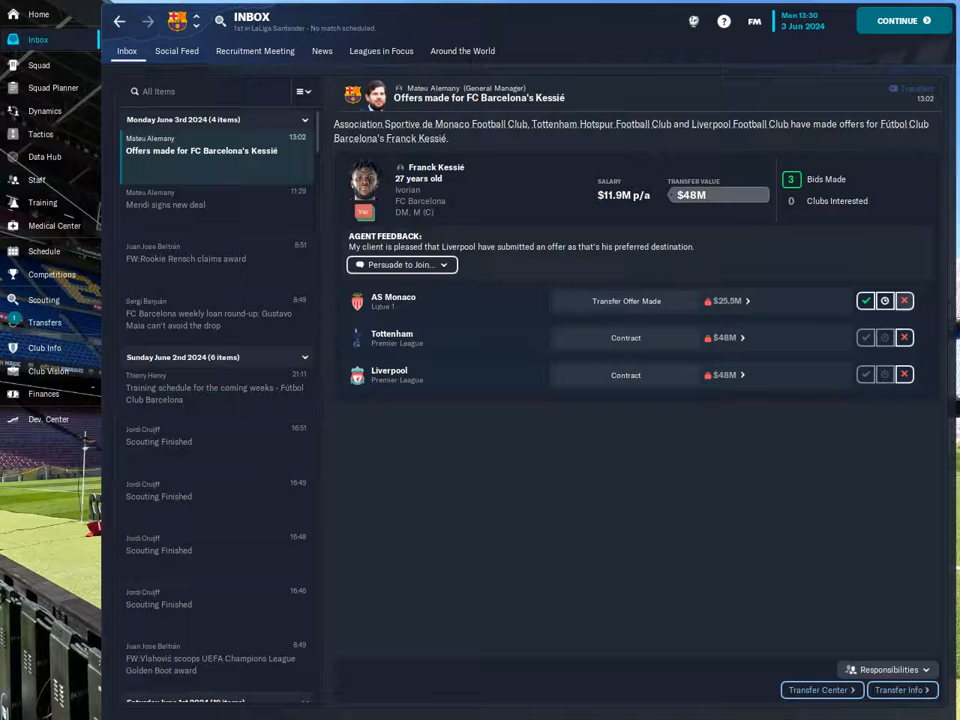 Home
Inbox
Squad
Squad Planner
Dynamics
Tactics
Data Hub
Staff
Training
Medical Center
Schedule
Competitions
Scouting
1
Transfers
Club Info
Club Vision
Finances
Dev. Center
INBOX
1st in LaLiga Santander - No match scheduled.
?
FM
Mon 13:30
3 Jun 2024
CONTINUE
Inbox
Social Feed
Recruitment Meeting
News
Leagues in Focus
Around the World
All Items
Monday June 3rd 2024 (4 items)
Mateu Alemany 13:02
Offers made for FC Barcelona's Kessié
Mateu Alemany 11:29
Mendi signs new deal
Juan Jose Beltrán 8:51
FW:Rookie Rensch claims award
Sergi Barjuán 8:49
FC Barcelona weekly loan round-up: Gustavo
Maia can't avoid the drop
Sunday June 2nd 2024 (6 items)
Thierry Henry 21:11
Training schedule for the coming weeks - Fútbol
Club Barcelona
Jordi Cruijff 16:51
Scouting Finished
Jordi Cruijff 16:49
Scouting Finished
Jordi Cruijff 16:48
Scouting Finished
Jordi Cruijff 16:46
Scouting Finished
Juan Jose Beltrán 8:49
FW:Vlahović scoops UEFA Champions League
Golden Boot award
Mateu Alemany (General Manager)
Offers made for FC Barcelona's Kessié
Transfers
13:02
Association Sportive de Monaco Football Club, Tottenham Hotspur Football Club and Liverpool Football Club have made offers for Fútbol Club
Barcelona's Franck Kessié.
Franck Kessié
27 years old
Ivorian
FC Barcelona
DM, M (C)
SALARY
$11.9M p/a
TRANSFER VALUE
$48M
3 Bids Made
0 Clubs Interested
AGENT FEEDBACK:
My client is pleased that Liverpool have submitted an offer as that's his preferred destination.
Persuade to Join...
AS Monaco
Ligue 1
Transfer Offer Made
$25.5M
Tottenham
Premier League
Contract
$48M
Liverpool
Premier League
Contract
$48M
Responsibilities
Transfer Center
Transfer Info